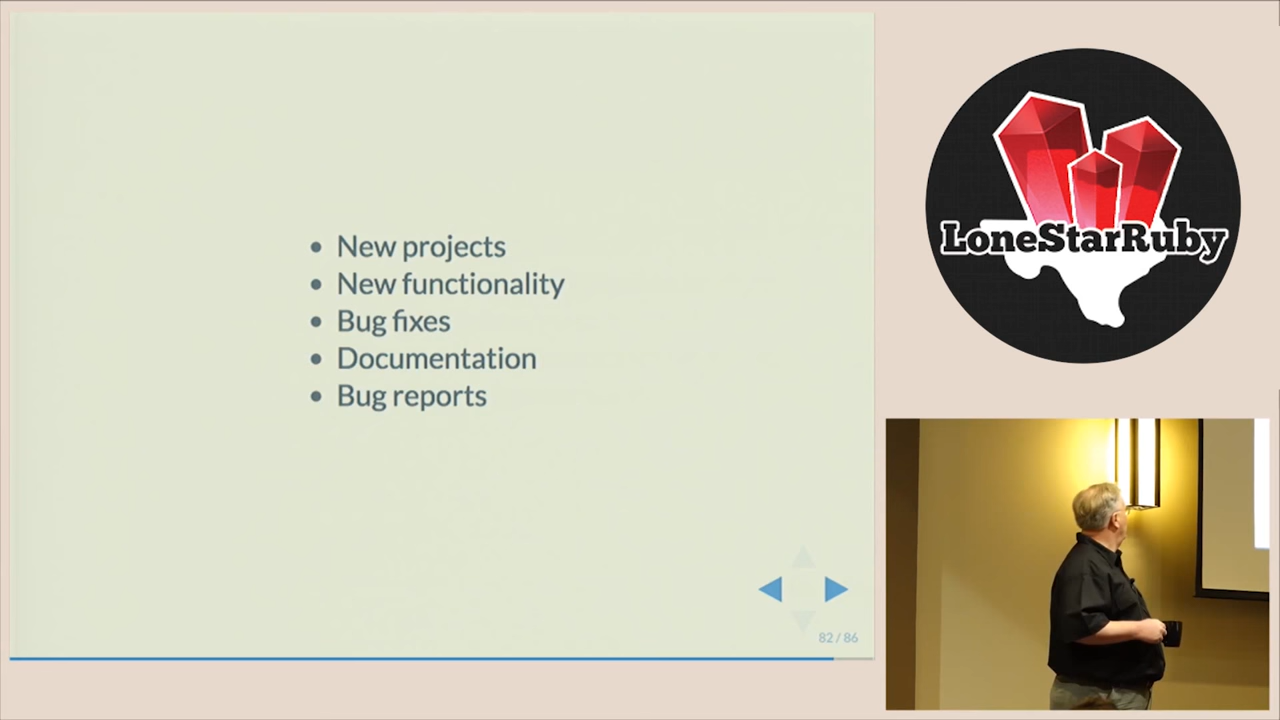 New projects
New functionality
Bug fixes
Documentation
Bug reports
82 / 86
LoneStarRuby